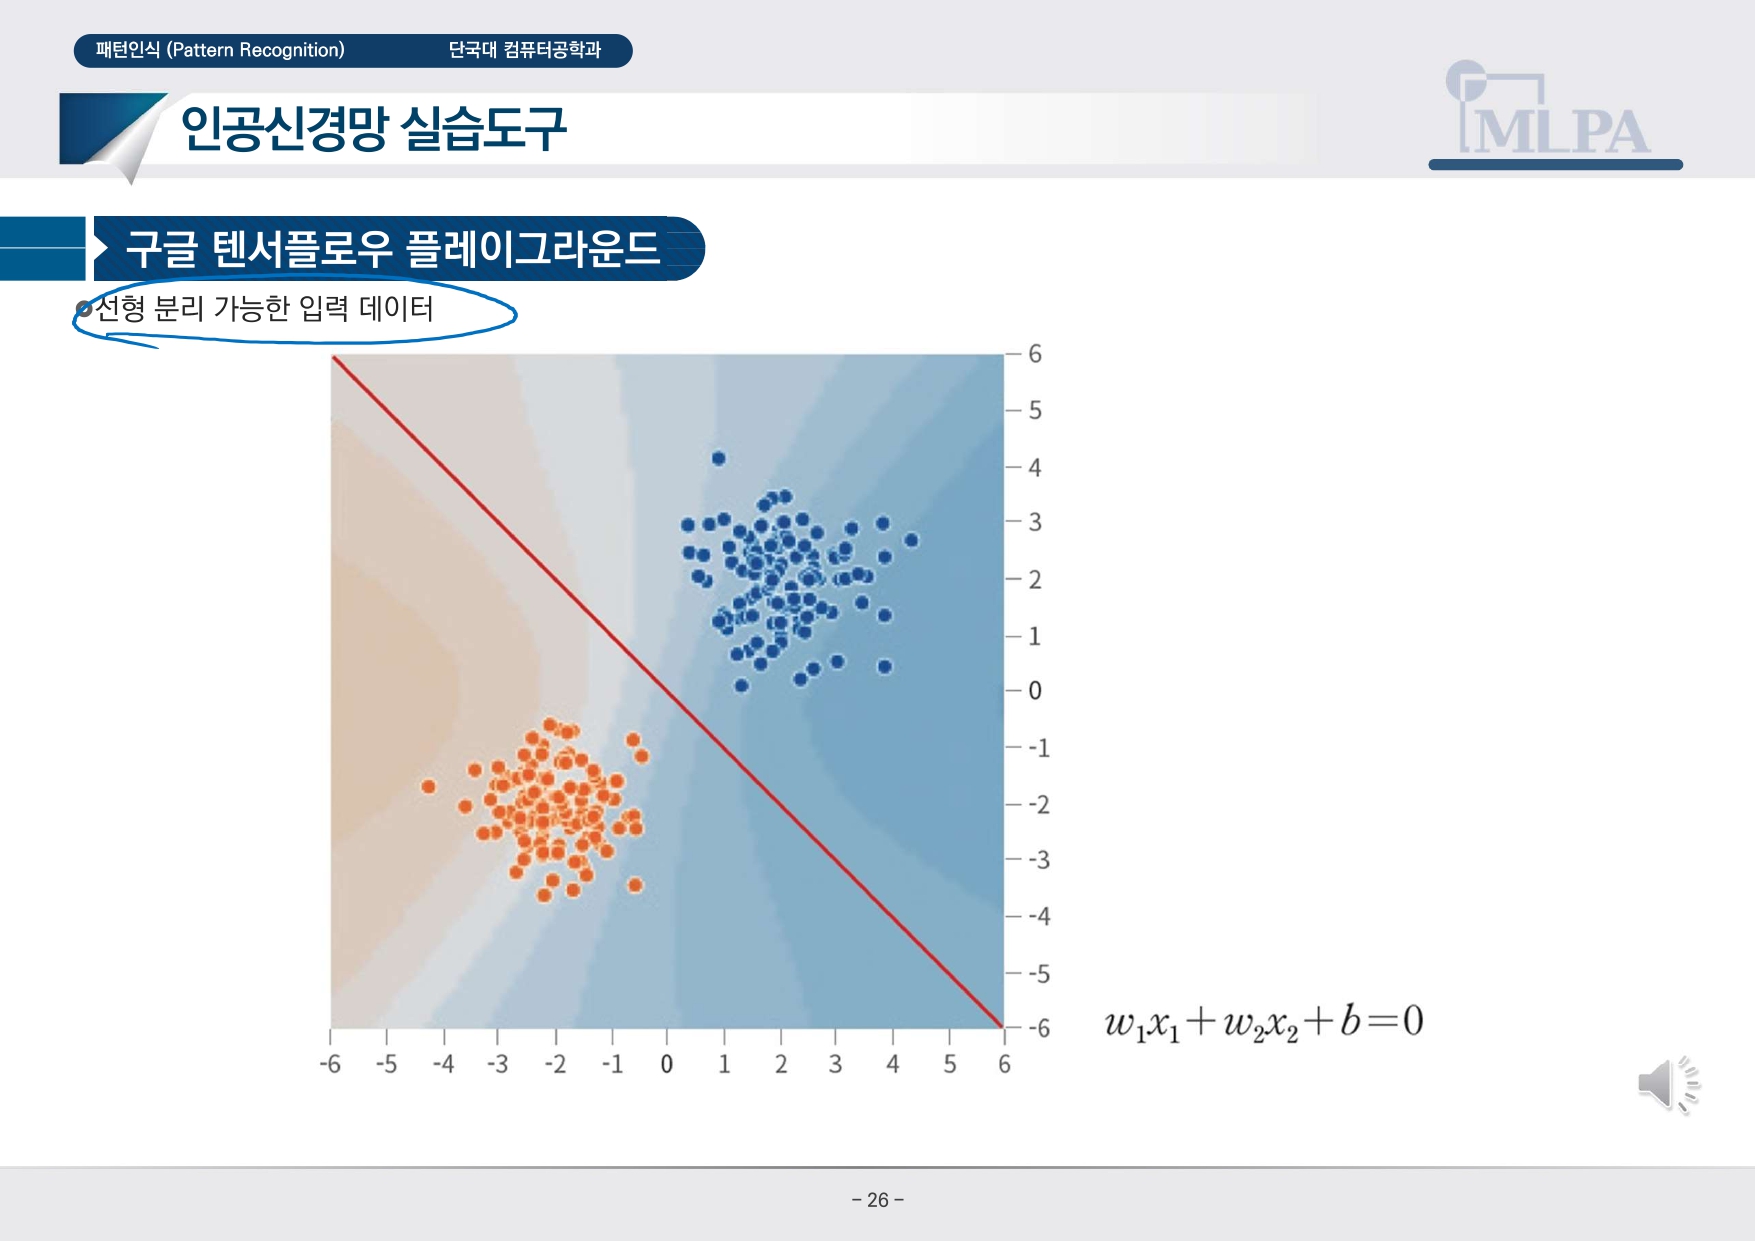 패턴인식 (Pattern Recognition) 단국대 컴퓨터공학과
인공신경망 실습도구
MLPA
구글 텐서플로우 플레이그라운드
선형 분리 가능한 입력 데이터
6
5
4
3
2
1
0
-1
-2
-3
-4
-5
-6
-6 -5 -4 -3 -2 -1 0 1 2 3 4 5 6
w₁x₁+w₂x₂+b=0
- 26 -